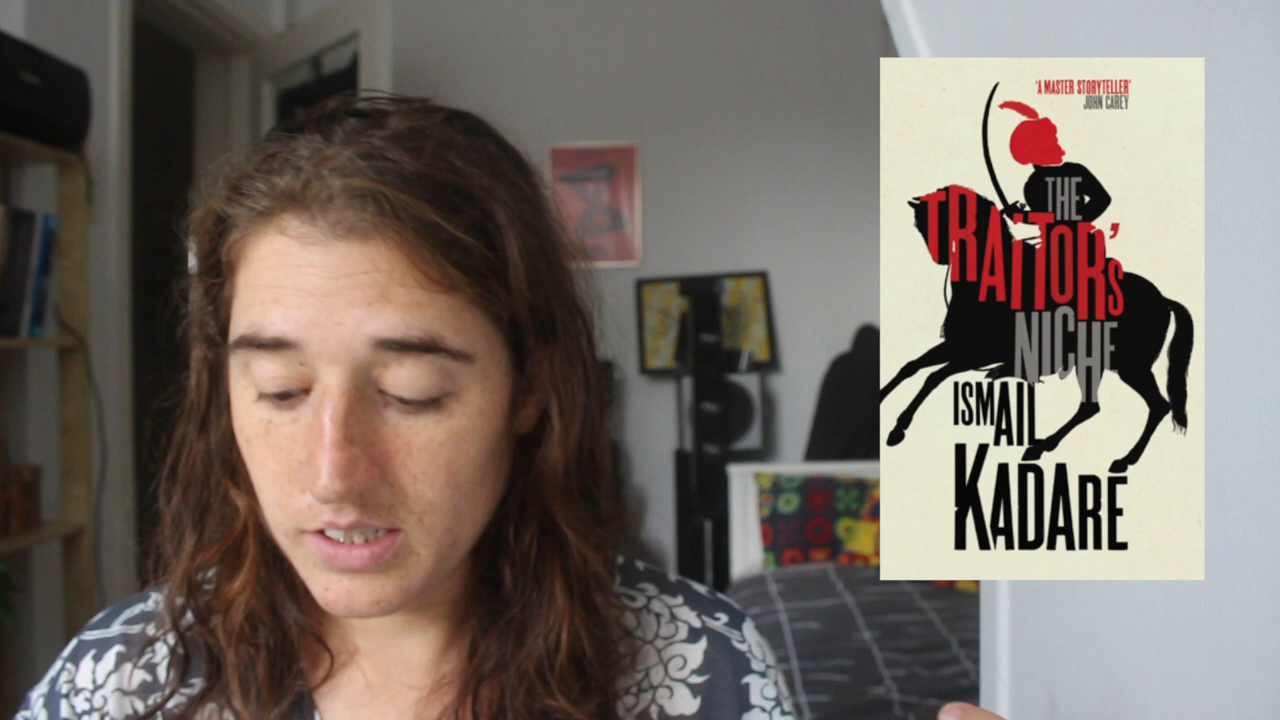 'A MASTER STORYTELLER'
JOHN CAREY
THE
TRAITOR'S
NICHE
ISMAIL
KADARE